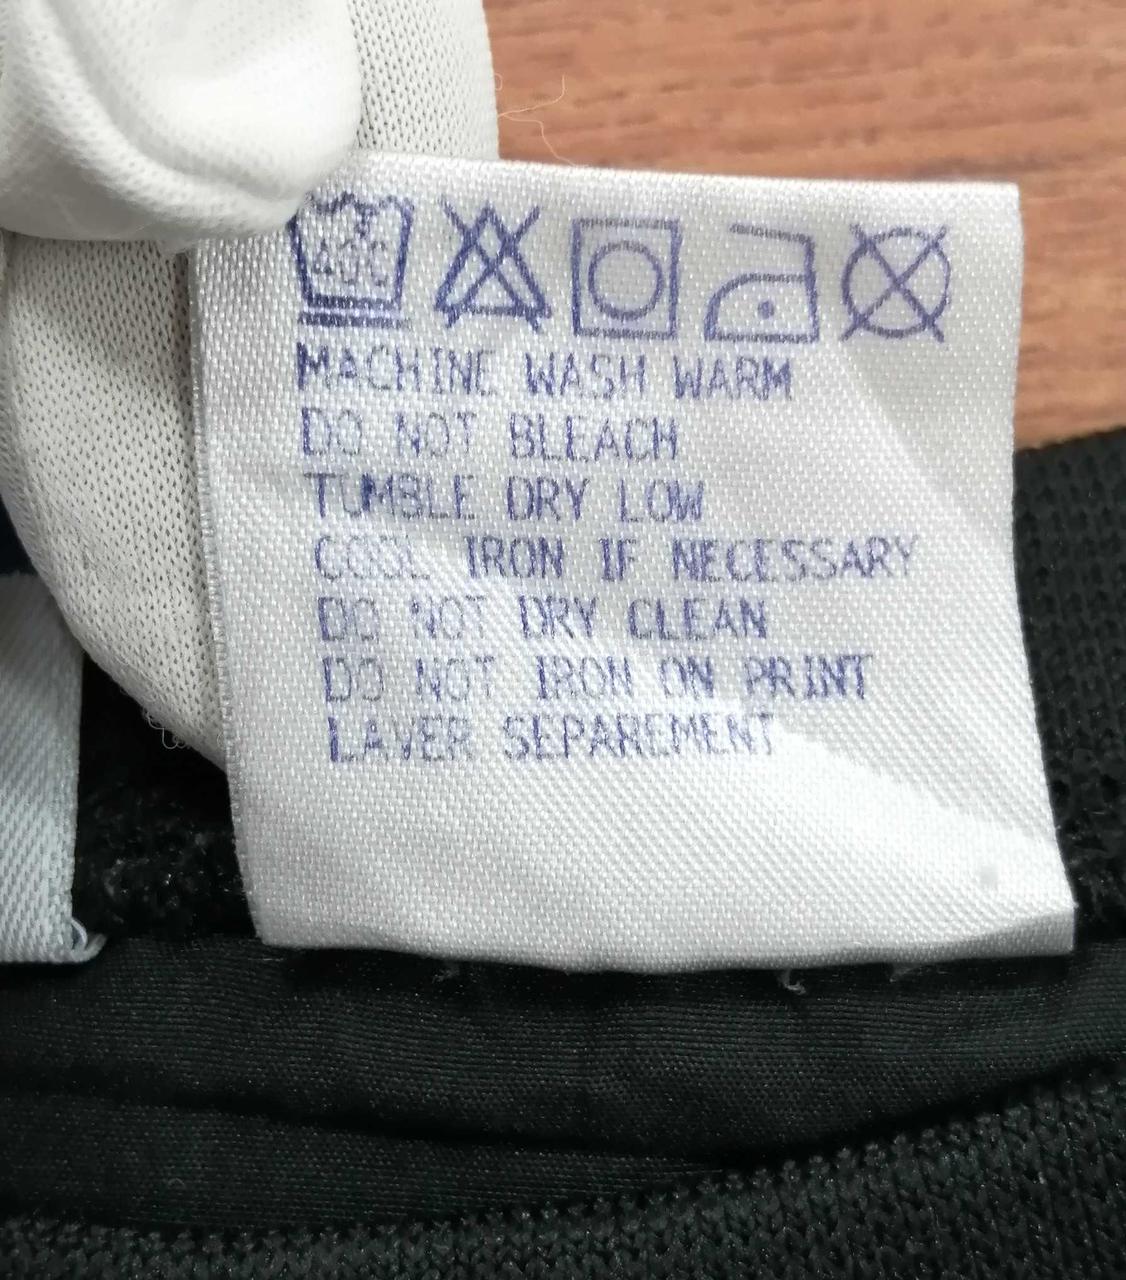 40°C
MACHINE WASH WARM
DO NOT BLEACH
TUMBLE DRY LOW
COOL IRON IF NECESSARY
DO NOT DRY CLEAN
DO NOT IRON ON PRINT
LAVER SEPAREMENT